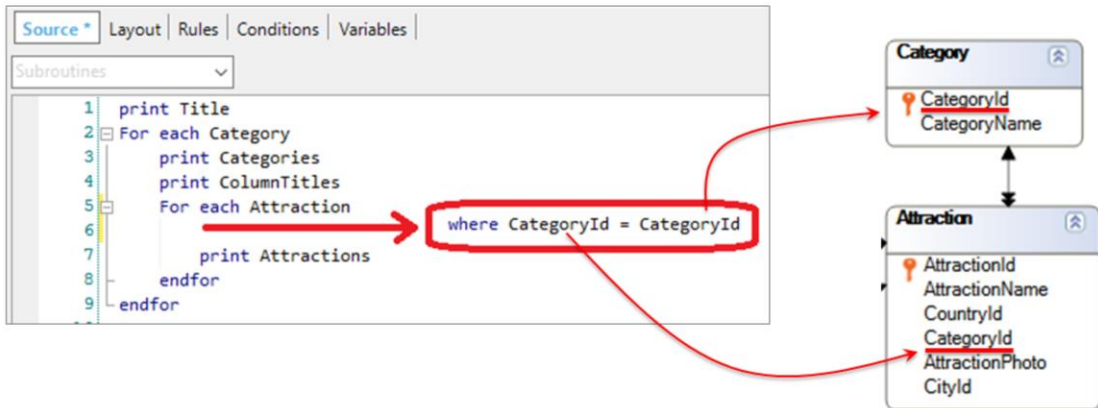 Source * Layout Rules Conditions Variables
Subroutines
1 print Title
2 For each Category
3 print Categories
4 print ColumnTitles
5 For each Attraction
6 where CategoryId = CategoryId
7 print Attractions
8 endfor
9 endfor
Category
CategoryId
CategoryName
Attraction
AttractionId
AttractionName
CountryId
CategoryId
AttractionPhoto
CityId